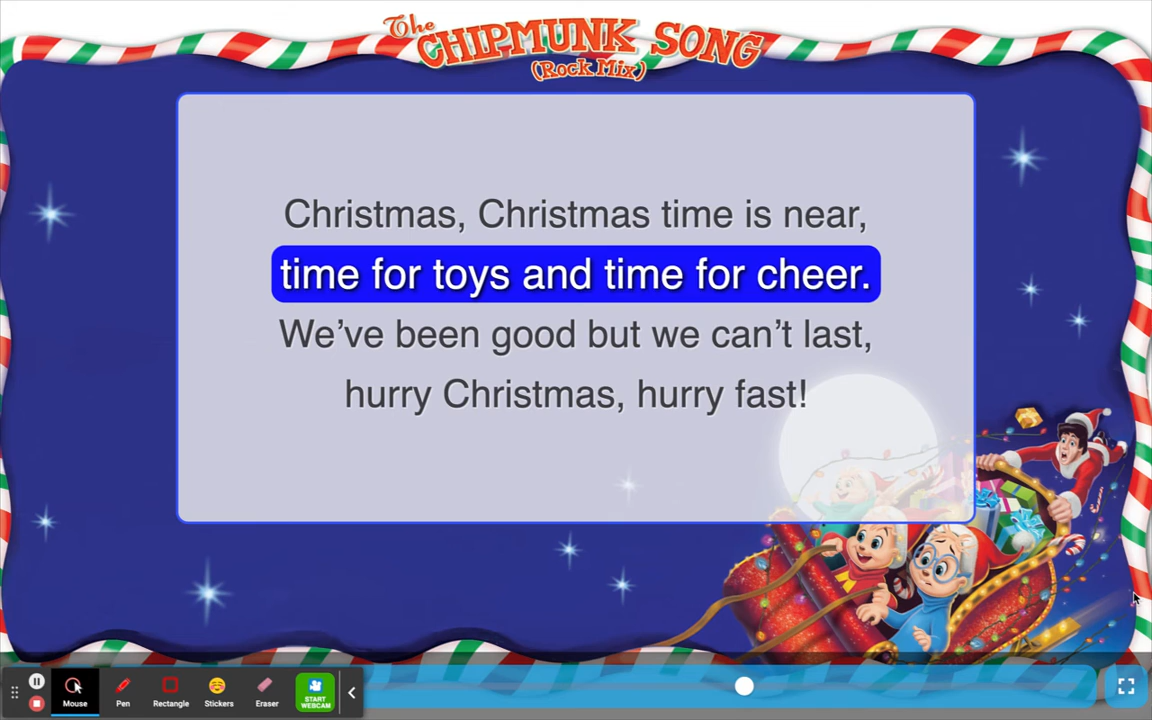 The
CHIPMUNK SONG
(Rock Mix)
Christmas, Christmas time is near,
time for toys and time for cheer.
We’ve been good but we can’t last,
hurry Christmas, hurry fast!
Mouse
Pen
Rectangle
Stickers
Eraser
START
WEBCAM